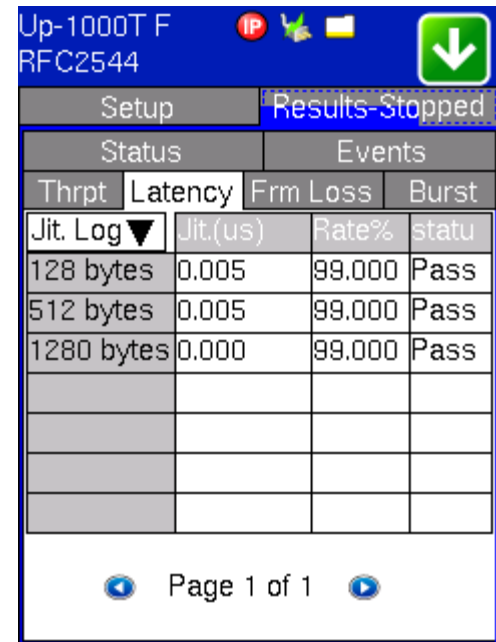 Up-1000T F
IP
RFC2544
Setup Results-Stopped
Status Events
Thrpt Latency Frm Loss Burst
Jit. Log Jit.(us) Rate% statu
128 bytes 0.005 99.000 Pass
512 bytes 0.005 99.000 Pass
1280 bytes 0.000 99.000 Pass
Page 1 of 1